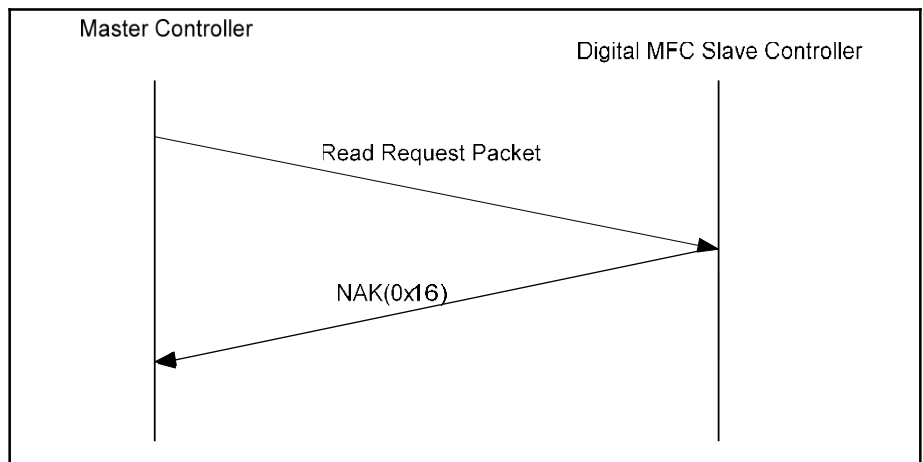 Master Controller
Digital MFC Slave Controller
Read Request Packet
NAK(0x16)